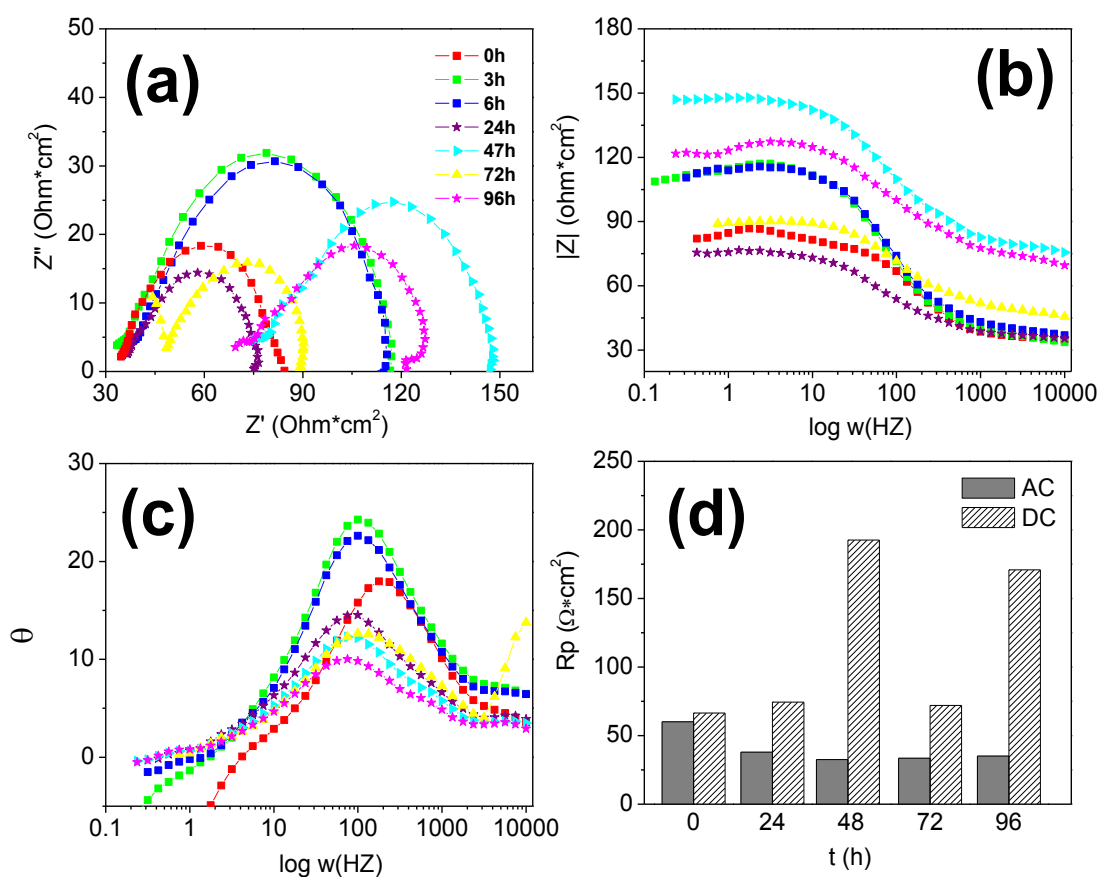 (a)
50
40
30
20
10
0
30
60
90
120
150
Z'' (Ohm*cm²)
Z' (Ohm*cm²)
0h
3h
6h
24h
47h
72h
96h
(b)
180
150
120
90
60
30
0.1
1
10
100
1000
10000
|Z| (ohm*cm²)
log w(HZ)
(c)
30
20
10
0
0.1
1
10
100
1000
10000
θ
log w(HZ)
(d)
250
200
150
100
50
0
0
24
48
72
96
Rp (Ω*cm²)
t (h)
AC
DC